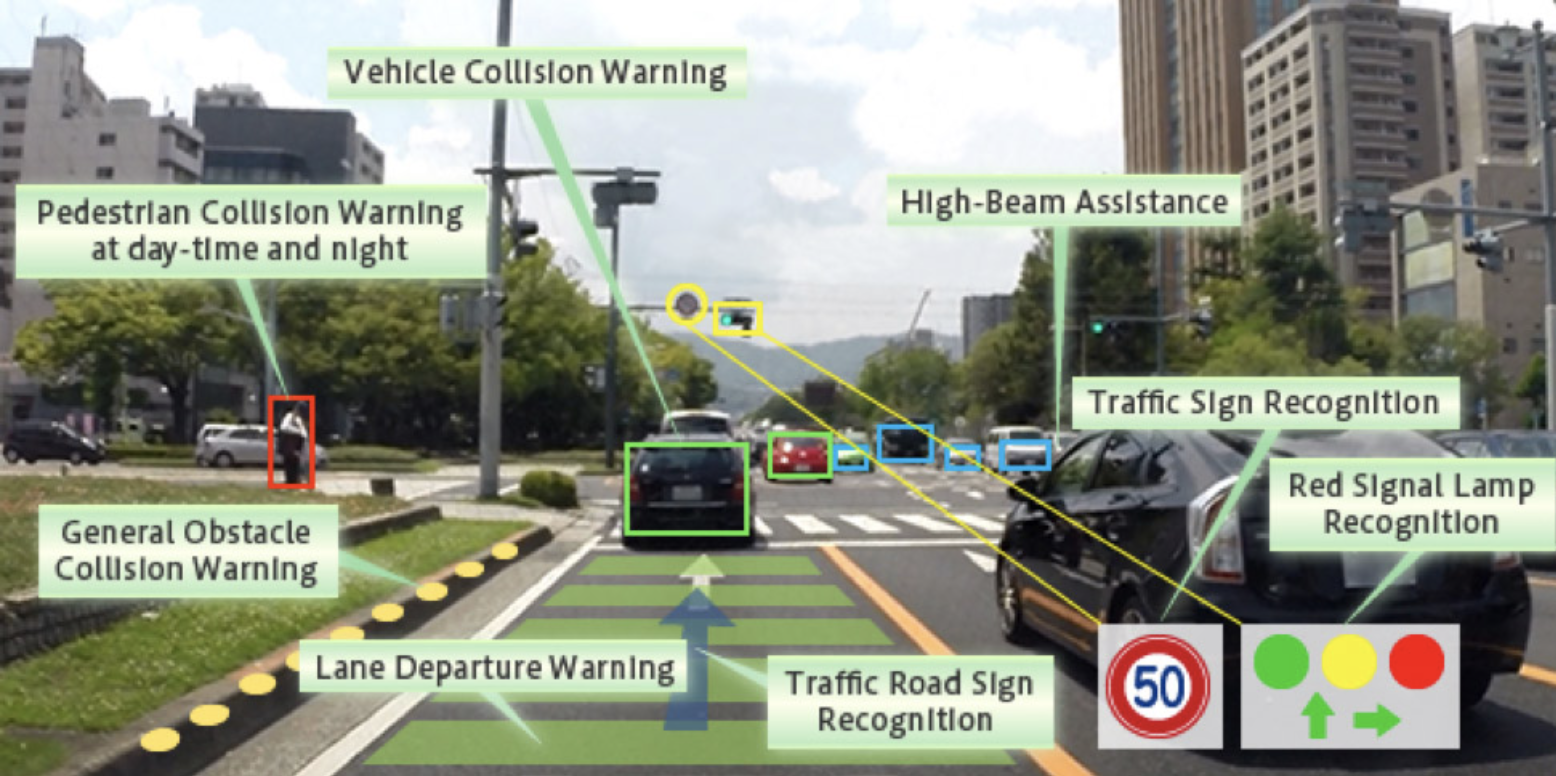 Vehicle Collision Warning
Pedestrian Collision Warning
at day-time and night
High-Beam Assistance
Traffic Sign Recognition
Red Signal Lamp
Recognition
General Obstacle
Collision Warning
Lane Departure Warning
Traffic Road Sign
Recognition
50